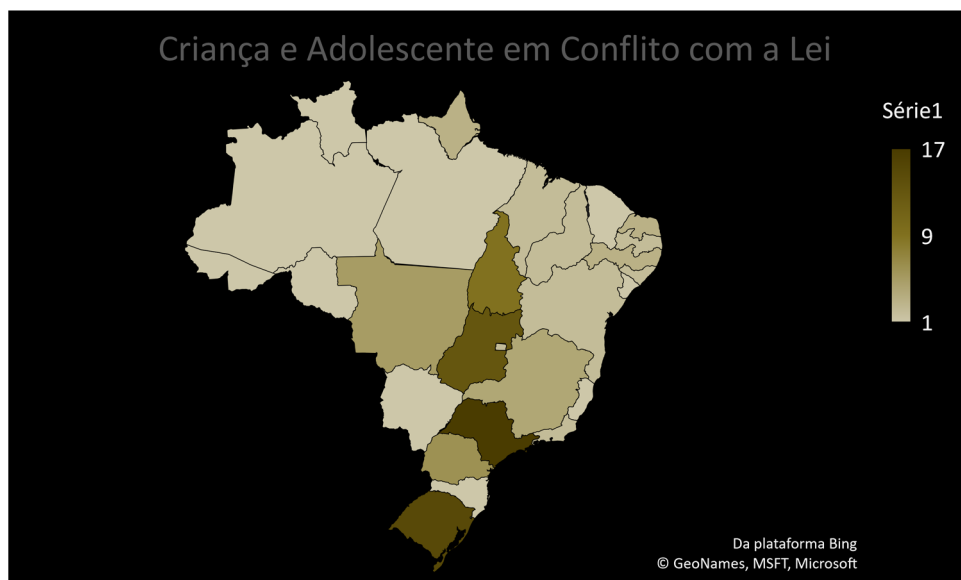 Criança e Adolescente em Conflito com a Lei
Série1
17
9
1
Da plataforma Bing
© GeoNames, MSFT, Microsoft